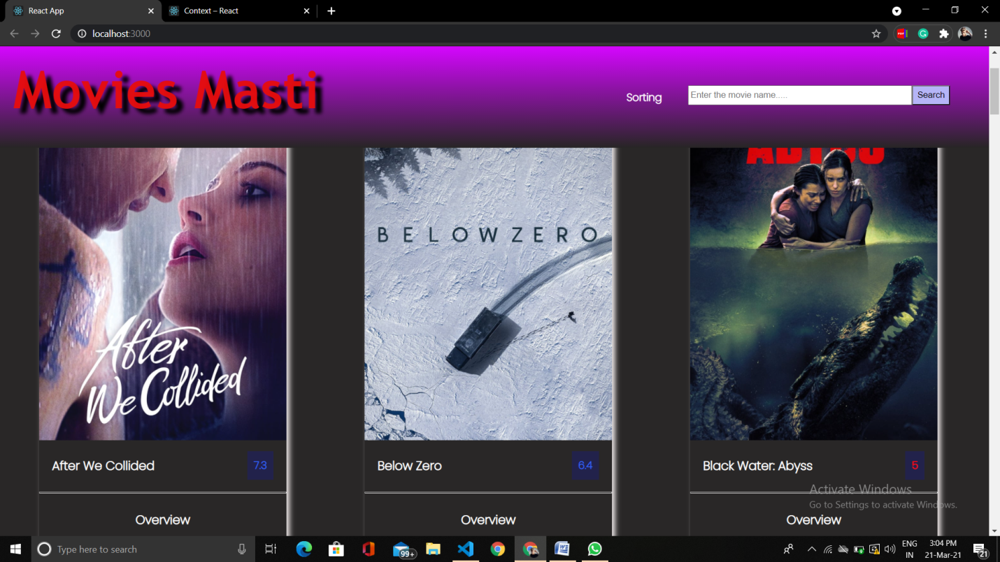 React App
Context – React
localhost:3000
Movies Masti
Sorting
Enter the movie name.....
Search
BELOW ZERO
After
We Collided
After We Collided
7.3
Below Zero
6.4
Black Water: Abyss
5
Activate Windows
Go to Settings to activate Windows.
Overview
Overview
Overview
Type here to search
99+
ENG
IN
3:04 PM
21-Mar-21
21